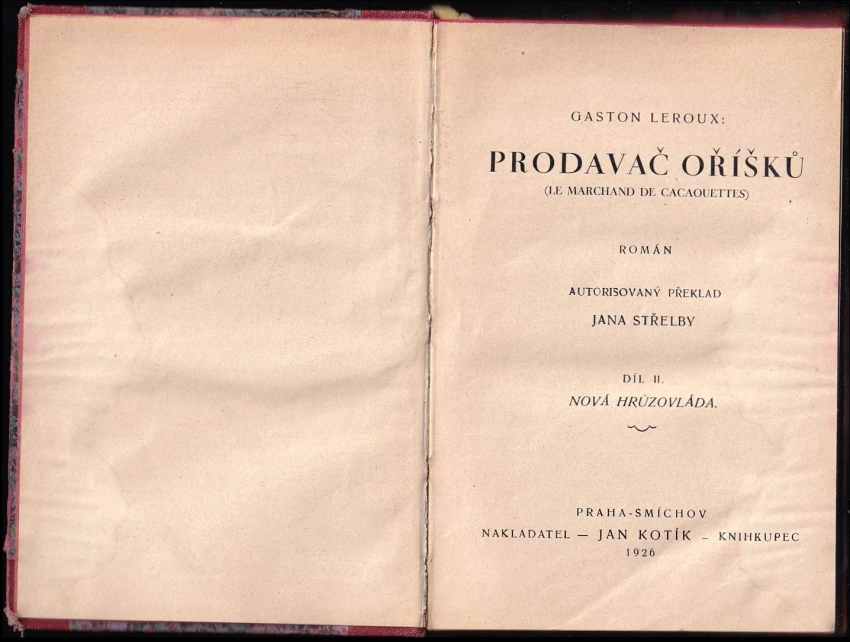 GASTON LEROUX:
PRODAVAČ OŘÍŠKŮ
(LE MARCHAND DE CACAOUETTES)
ROMÁN
AUTORISOVANÝ PŘEKLAD
JANA STŘELBY
DÍL II.
NOVÁ HRŮZOVLÁDA.
PRAHA-SMÍCHOV
NAKLADATEL — JAN KOTÍK — KNIHKUPEC
1926